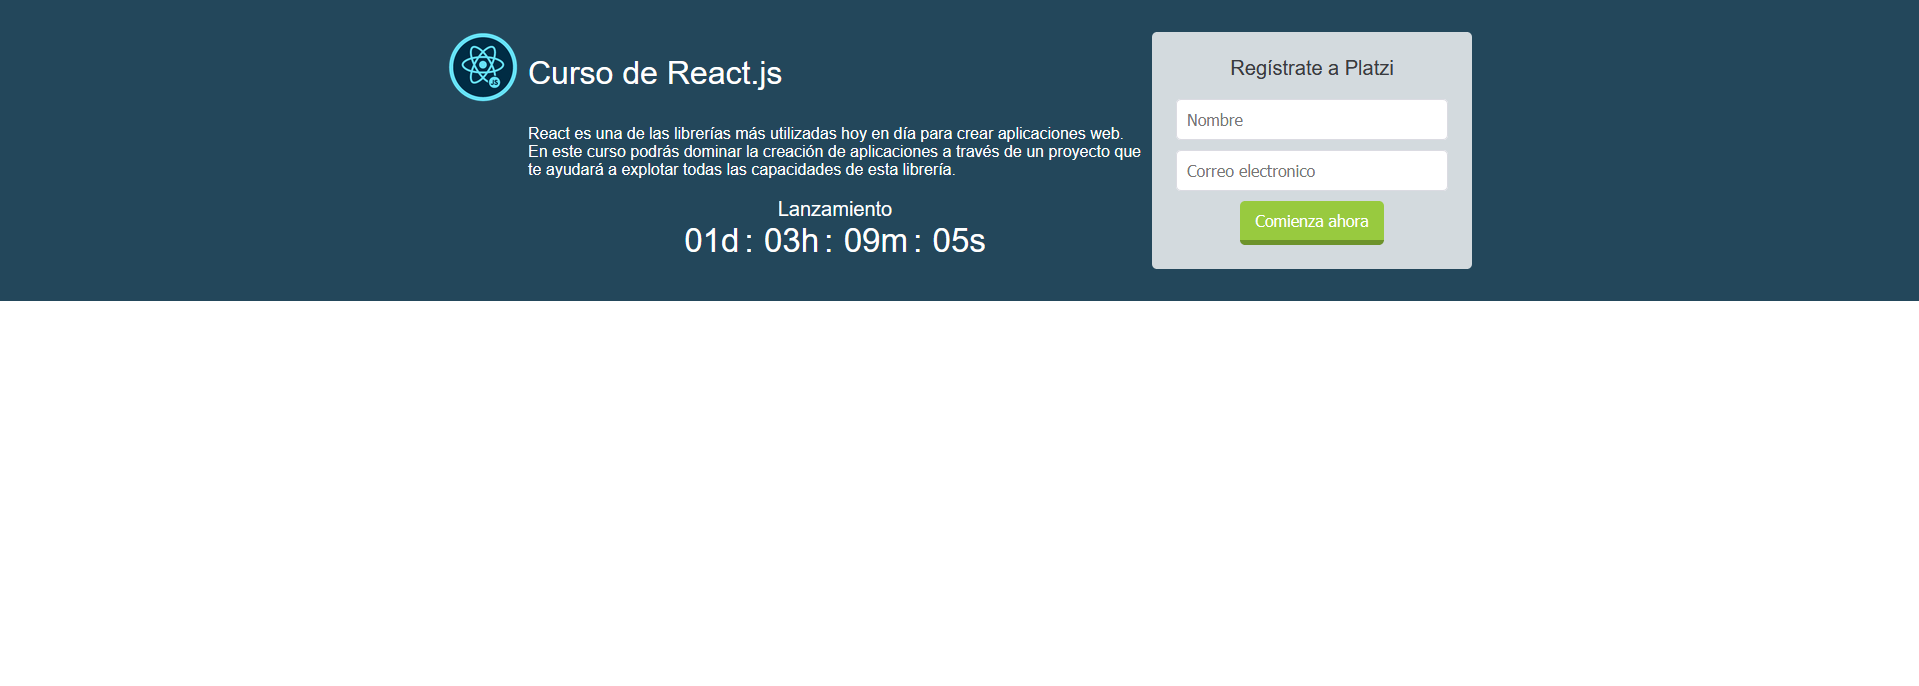 JS
Curso de React.js
React es una de las librerías más utilizadas hoy en día para crear aplicaciones web.
En este curso podrás dominar la creación de aplicaciones a través de un proyecto que
te ayudará a explotar todas las capacidades de esta librería.
Lanzamiento
01d : 03h : 09m : 05s
Regístrate a Platzi
Nombre
Correo electronico
Comienza ahora